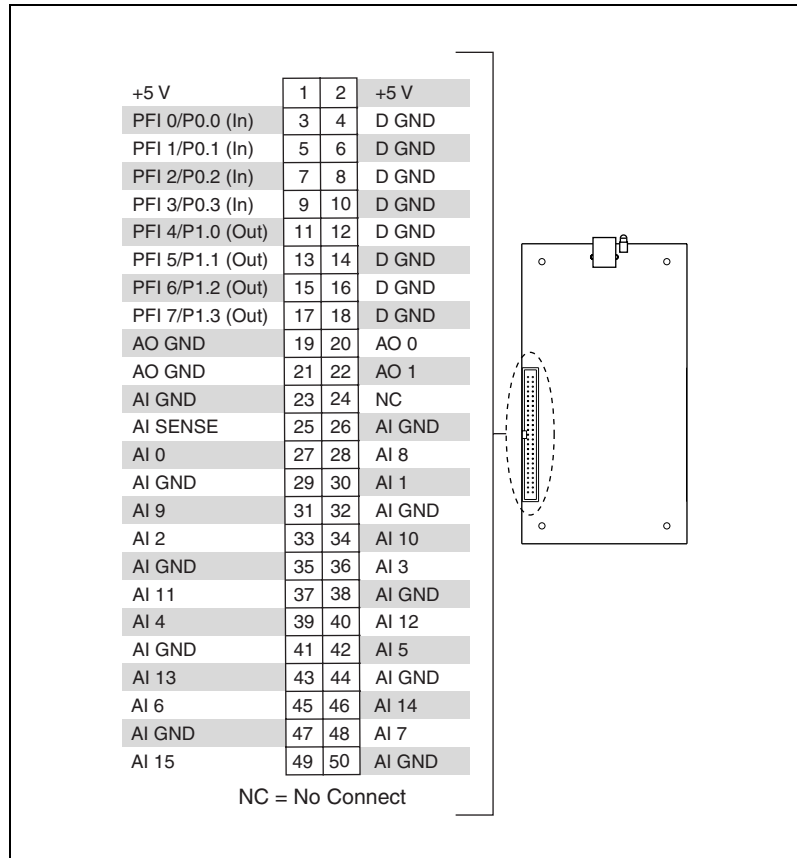 +5 V 1 2 +5 V
PFI 0/P0.0 (In) 3 4 D GND
PFI 1/P0.1 (In) 5 6 D GND
PFI 2/P0.2 (In) 7 8 D GND
PFI 3/P0.3 (In) 9 10 D GND
PFI 4/P1.0 (Out) 11 12 D GND
PFI 5/P1.1 (Out) 13 14 D GND
PFI 6/P1.2 (Out) 15 16 D GND
PFI 7/P1.3 (Out) 17 18 D GND
AO GND 19 20 AO 0
AO GND 21 22 AO 1
AI GND 23 24 NC
AI SENSE 25 26 AI GND
AI 0 27 28 AI 8
AI GND 29 30 AI 1
AI 9 31 32 AI GND
AI 2 33 34 AI 10
AI GND 35 36 AI 3
AI 11 37 38 AI GND
AI 4 39 40 AI 12
AI GND 41 42 AI 5
AI 13 43 44 AI GND
AI 6 45 46 AI 14
AI GND 47 48 AI 7
AI 15 49 50 AI GND
NC = No Connect